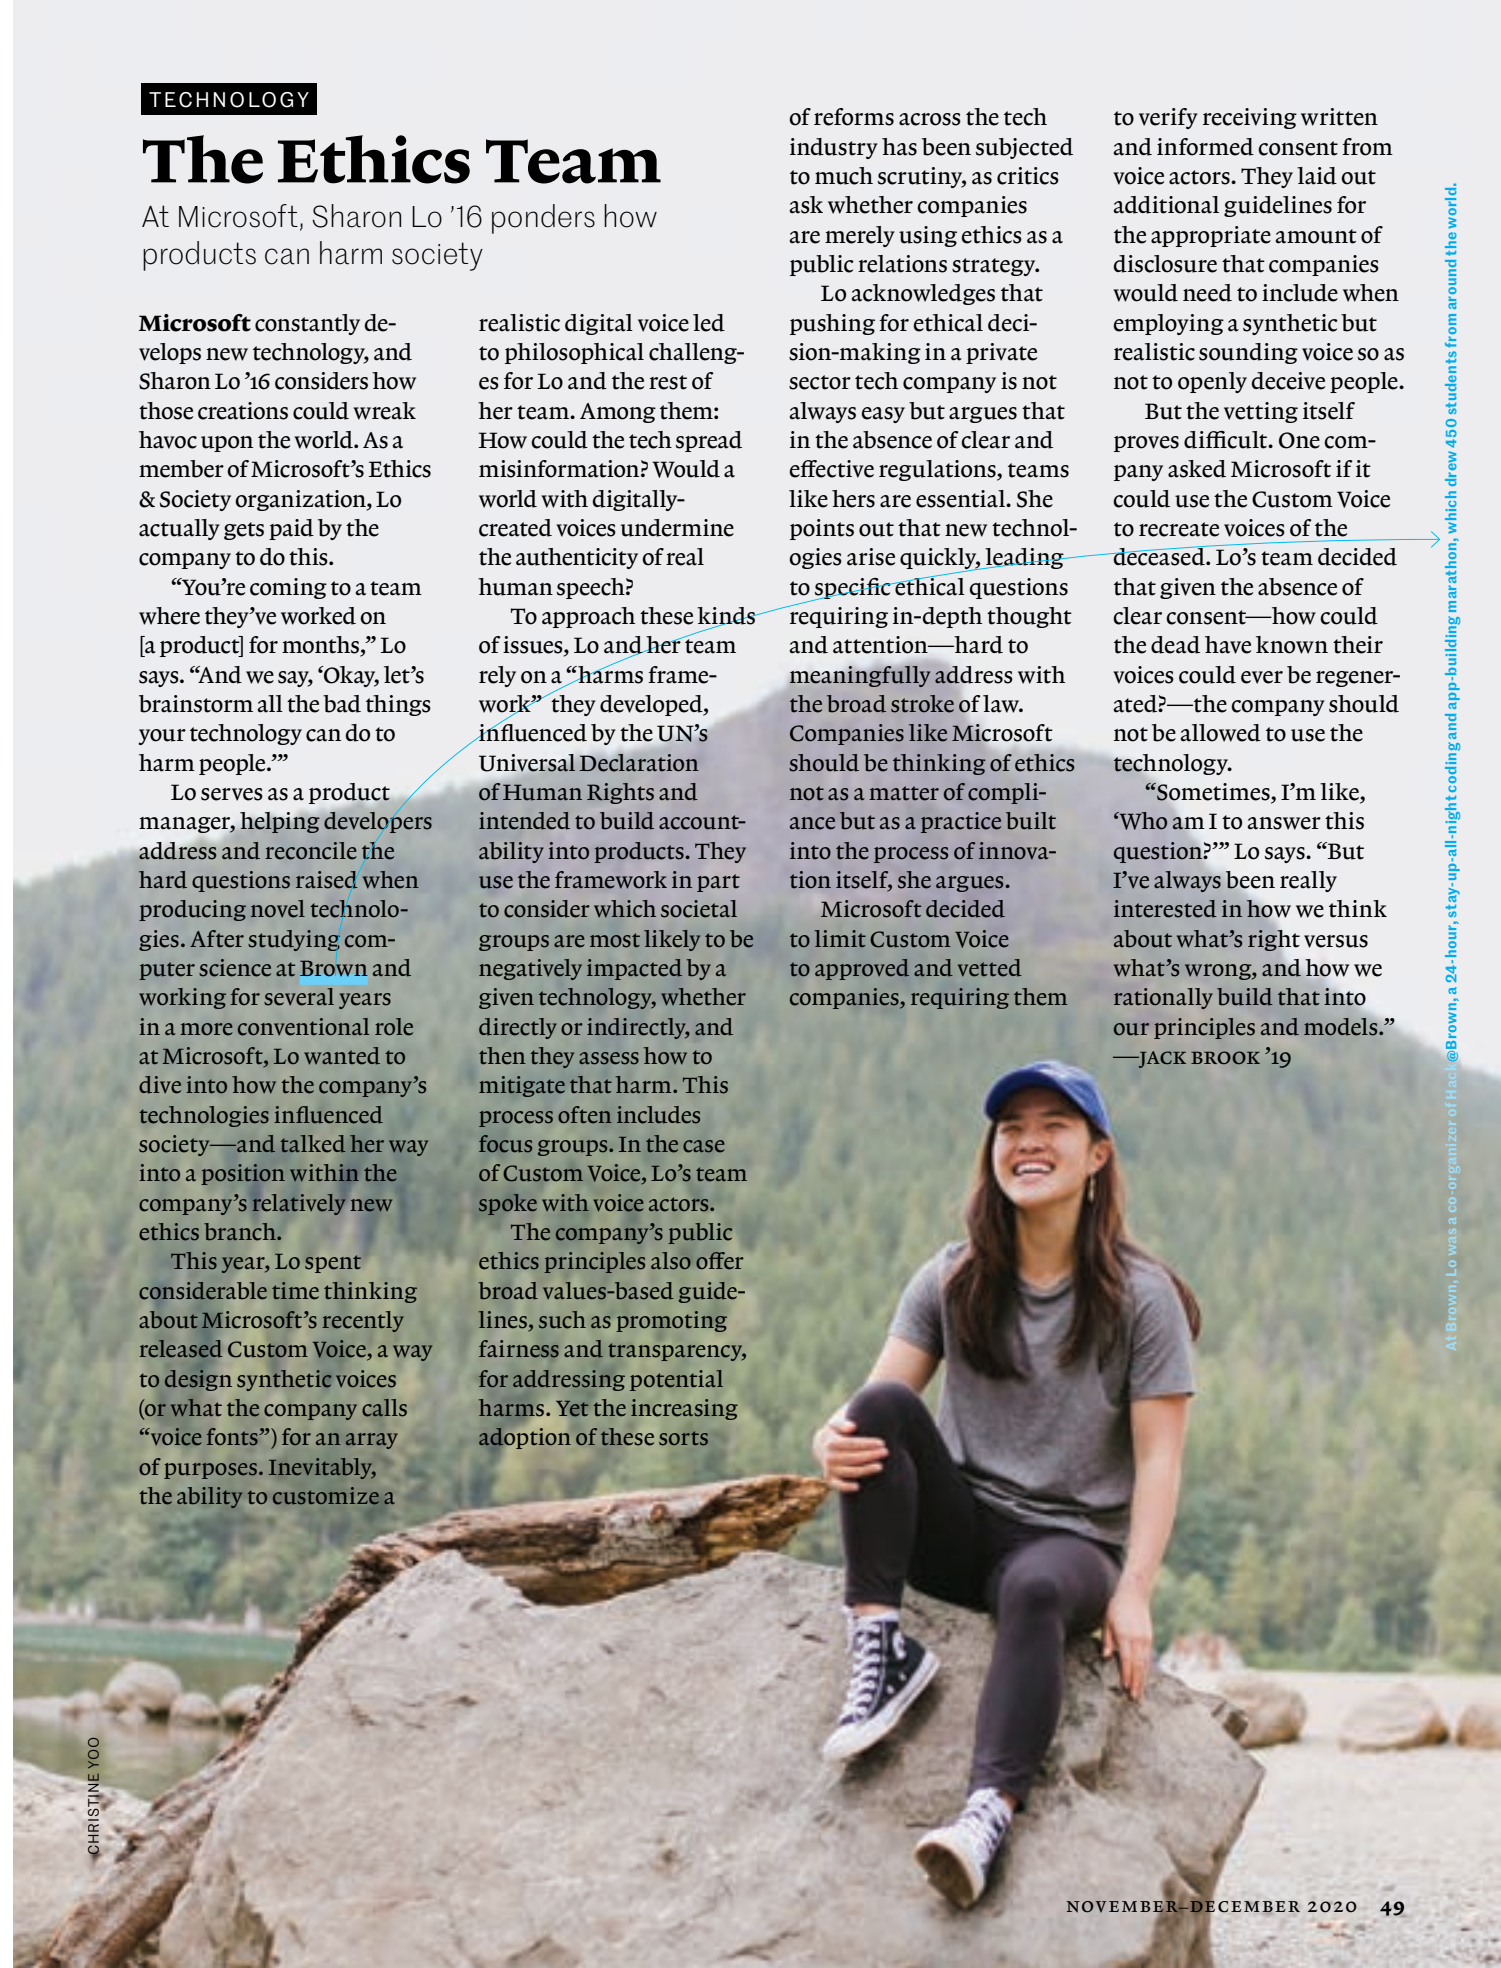 TECHNOLOGY
The Ethics Team
At Microsoft, Sharon Lo ’16 ponders how
products can harm society
Microsoft constantly de-
velops new technology, and
Sharon Lo ’16 considers how
those creations could wreak
havoc upon the world. As a
member of Microsoft’s Ethics
& Society organization, Lo
actually gets paid by the
company to do this.
“You’re coming to a team
where they’ve worked on
[a product] for months,” Lo
says. “And we say, ‘Okay, let’s
brainstorm all the bad things
your technology can do to
harm people.’”
Lo serves as a product
manager, helping developers
address and reconcile the
hard questions raised when
producing novel technolo-
gies. After studying com-
puter science at Brown and
working for several years
in a more conventional role
at Microsoft, Lo wanted to
dive into how the company’s
technologies influenced
society—and talked her way
into a position within the
company’s relatively new
ethics branch.
This year, Lo spent
considerable time thinking
about Microsoft’s recently
released Custom Voice, a way
to design synthetic voices
(or what the company calls
“voice fonts”) for an array
of purposes. Inevitably,
the ability to customize a
realistic digital voice led
to philosophical challeng-
es for Lo and the rest of
her team. Among them:
How could the tech spread
misinformation? Would a
world with digitally-
created voices undermine
the authenticity of real
human speech?
To approach these kinds
of issues, Lo and her team
rely on a “harms frame-
work” they developed,
influenced by the UN’s
Universal Declaration
of Human Rights and
intended to build account-
ability into products. They
use the framework in part
to consider which societal
groups are most likely to be
negatively impacted by a
given technology, whether
directly or indirectly, and
then they assess how to
mitigate that harm. This
process often includes
focus groups. In the case
of Custom Voice, Lo’s team
spoke with voice actors.
The company’s public
ethics principles also offer
broad values-based guide-
lines, such as promoting
fairness and transparency,
for addressing potential
harms. Yet the increasing
adoption of these sorts
of reforms across the tech
industry has been subjected
to much scrutiny, as critics
ask whether companies
are merely using ethics as a
public relations strategy.
Lo acknowledges that
pushing for ethical deci-
sion-making in a private
sector tech company is not
always easy but argues that
in the absence of clear and
effective regulations, teams
like hers are essential. She
points out that new technol-
ogies arise quickly, leading
to specific ethical questions
requiring in-depth thought
and attention—hard to
meaningfully address with
the broad stroke of law.
Companies like Microsoft
should be thinking of ethics
not as a matter of compli-
ance but as a practice built
into the process of innova-
tion itself, she argues.
Microsoft decided
to limit Custom Voice
to approved and vetted
companies, requiring them
to verify receiving written
and informed consent from
voice actors. They laid out
additional guidelines for
the appropriate amount of
disclosure that companies
would need to include when
employing a synthetic but
realistic sounding voice so as
not to openly deceive people.
But the vetting itself
proves difficult. One com-
pany asked Microsoft if it
could use the Custom Voice
to recreate voices of the
deceased. Lo’s team decided
that given the absence of
clear consent—how could
the dead have known their
voices could ever be regener-
ated?—the company should
not be allowed to use the
technology.
“Sometimes, I’m like,
‘Who am I to answer this
question?’” Lo says. “But
I’ve always been really
interested in how we think
about what’s right versus
what’s wrong, and how we
rationally build that into
our principles and models.”
—JACK BROOK ’19
At Brown, Lo was a co-organizer of Hack@Brown, a 24-hour, stay-up-all-night coding and app-building marathon, which drew 450 students from around the world.
CHRISTINE YOO
NOVEMBER–DECEMBER 2020 49